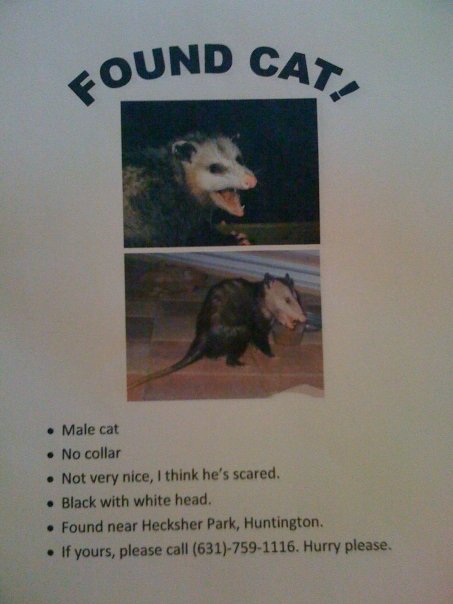 FOUND CAT!
• Male cat
• No collar
• Not very nice, I think he's scared.
• Black with white head.
• Found near Hecksher Park, Huntington.
• If yours, please call (631)-759-1116. Hurry please.